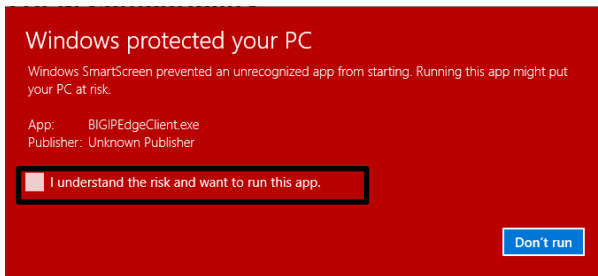 Windows protected your PC
Windows SmartScreen prevented an unrecognized app from starting. Running this app might put
your PC at risk.
App: BIGIPEdgeClient.exe
Publisher: Unknown Publisher
I understand the risk and want to run this app.
Don't run